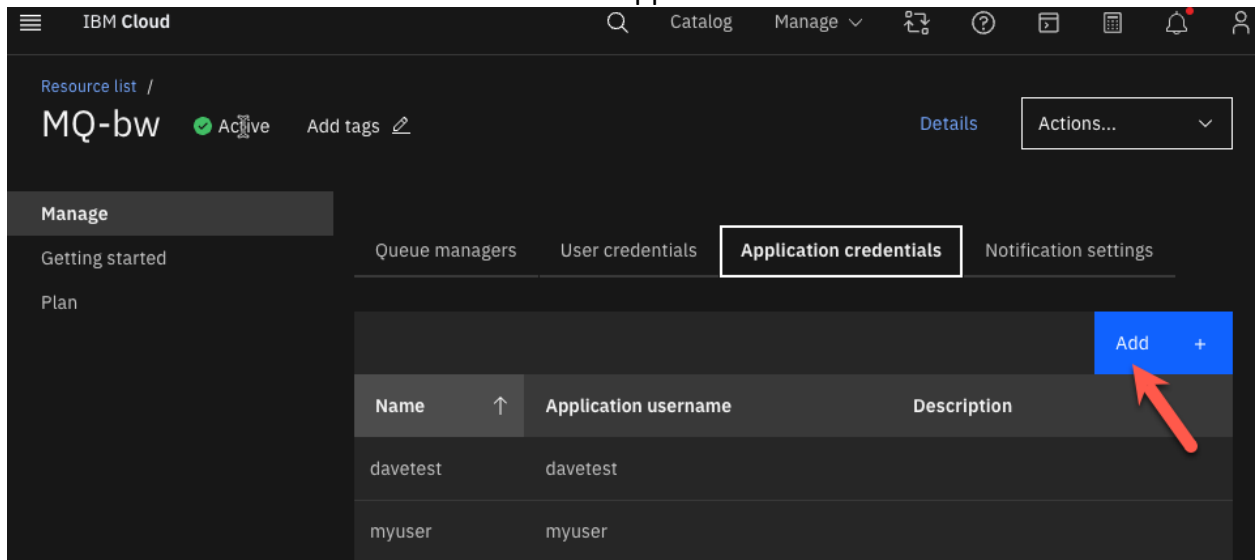 IBM Cloud Catalog Manage
Resource list /
MQ-bw Active Add tags Details Actions...
Manage
Getting started
Plan
Queue managers User credentials Application credentials Notification settings
Add +
Name ↑ Application username Description
davetest davetest
myuser myuser